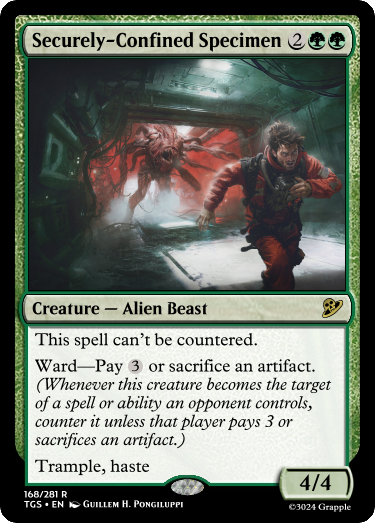 Securely-Confined Specimen 2
Creature — Alien Beast
This spell can't be countered.
Ward—Pay 3 or sacrifice an artifact.
(Whenever this creature becomes the target
of a spell or ability an opponent controls,
counter it unless that player pays 3 or
sacrifices an artifact.)
Trample, haste
4/4
168/281 R
TGS • EN Guillem H. Pongiluppi
©3024 Grapple